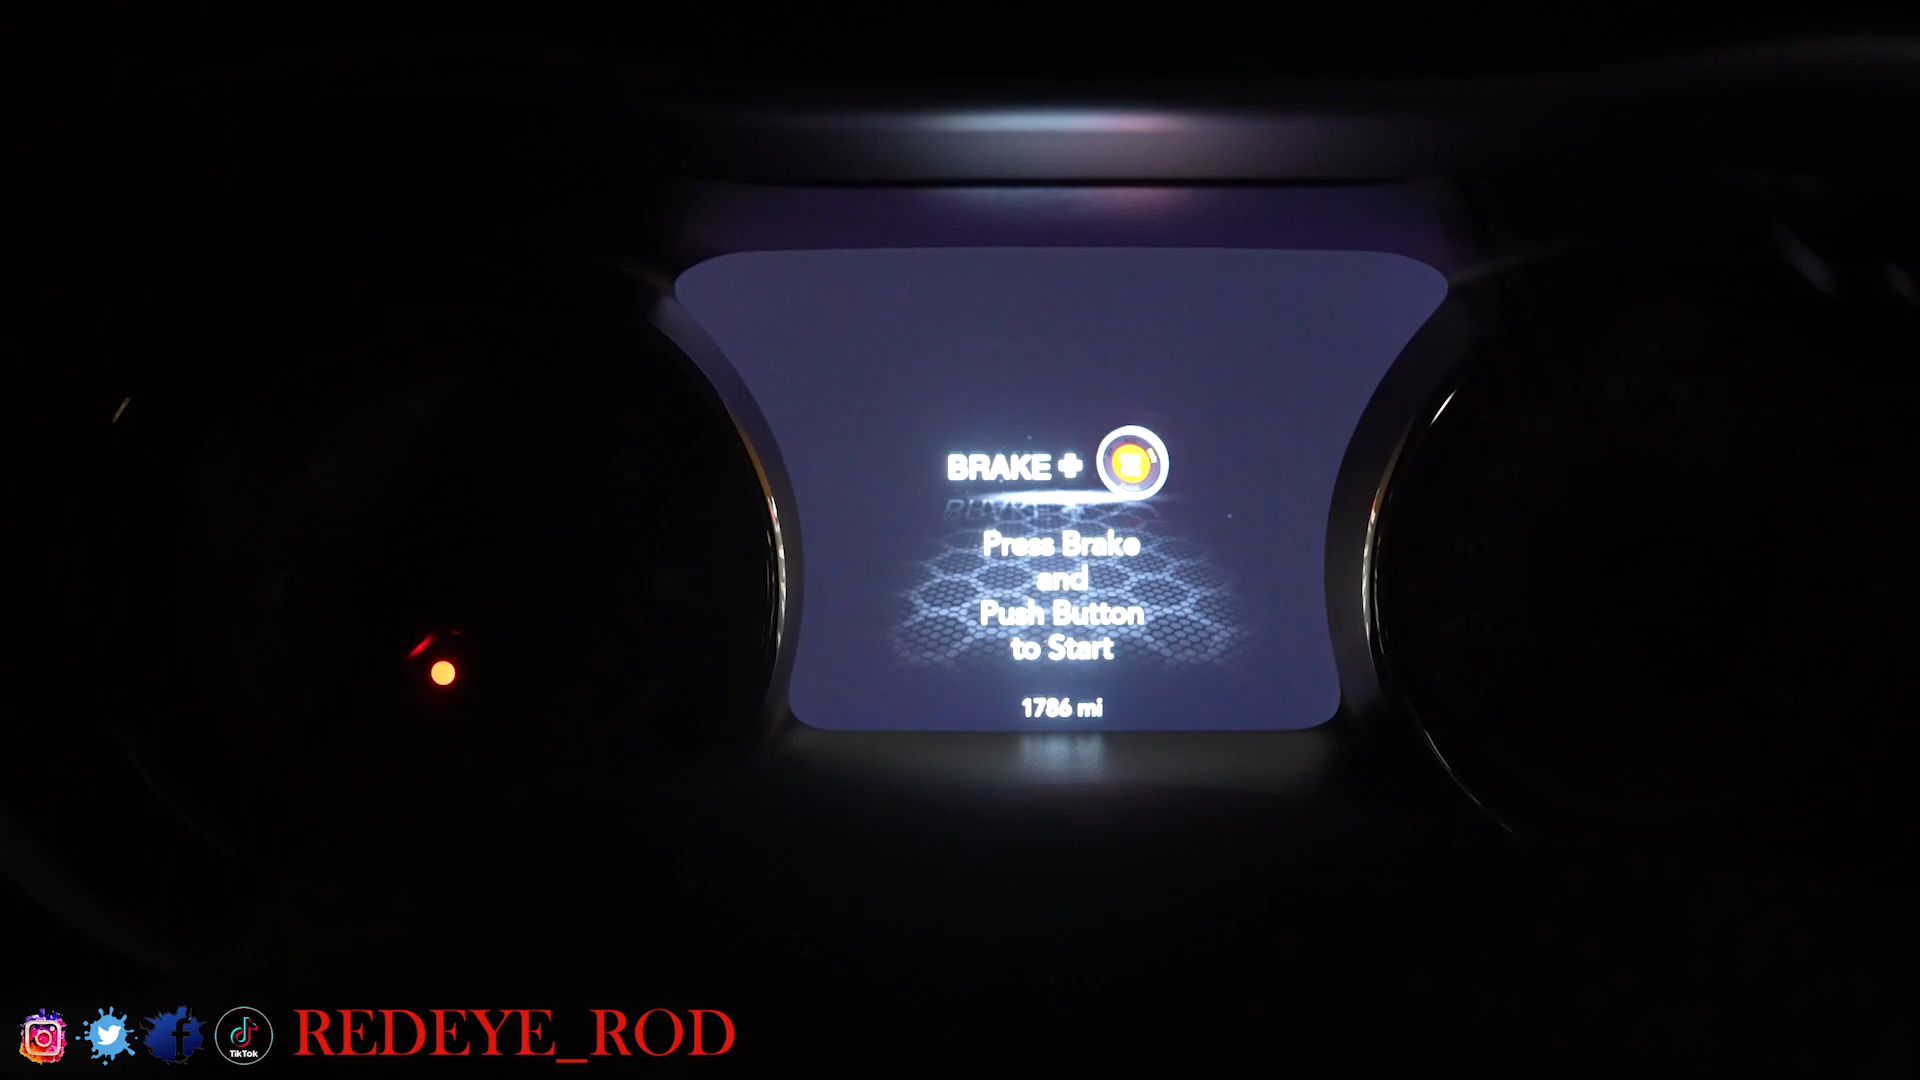 BRAKE +
Press Brake
and
Push Button
to Start
1786 mi
TikTok
REDEYE_ROD